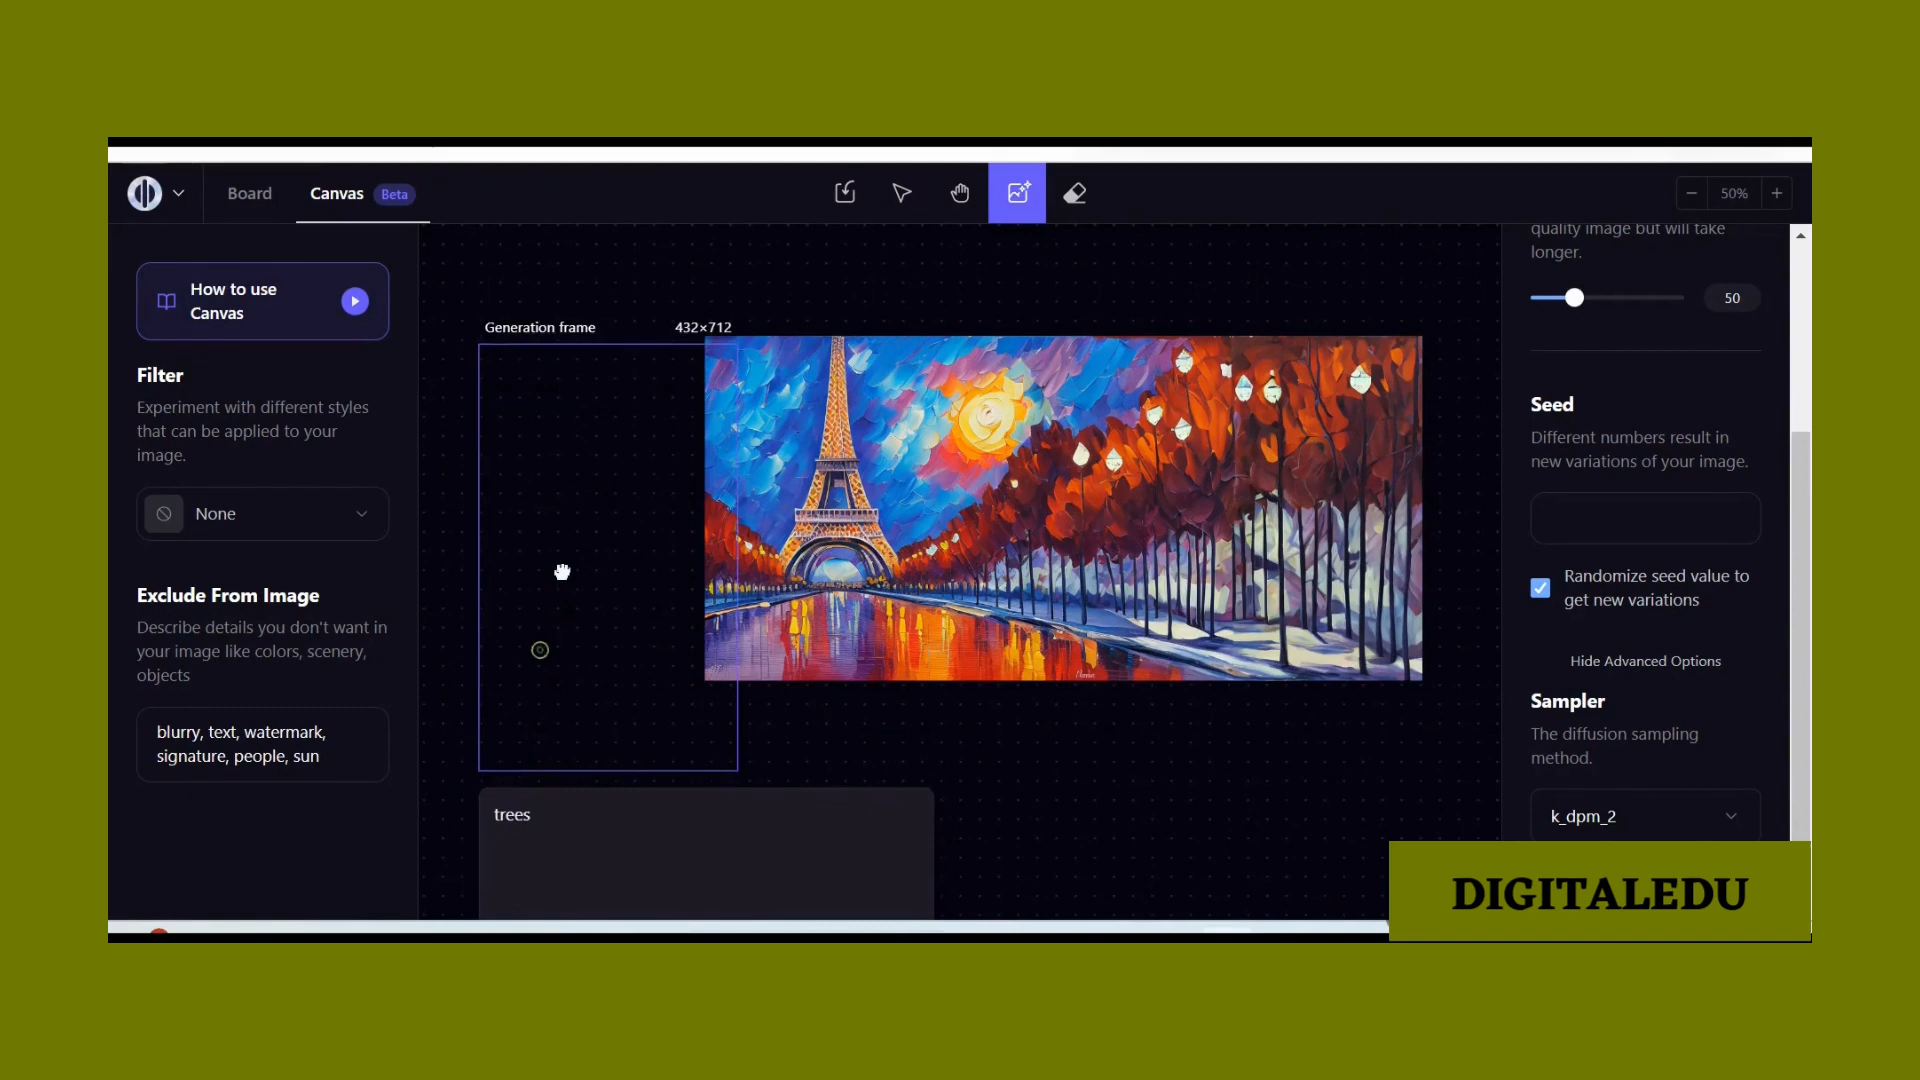 Board
Canvas
Beta
50%
How to use
Canvas
Filter
Experiment with different styles
that can be applied to your
image.
None
Exclude From Image
Describe details you don't want in
your image like colors, scenery,
objects
blurry, text, watermark,
signature, people, sun
Generation frame
432×712
trees
quality image but will take
longer.
50
Seed
Different numbers result in
new variations of your image.
Randomize seed value to
get new variations
Hide Advanced Options
Sampler
The diffusion sampling
method.
k_dpm_2
DIGITALEDU